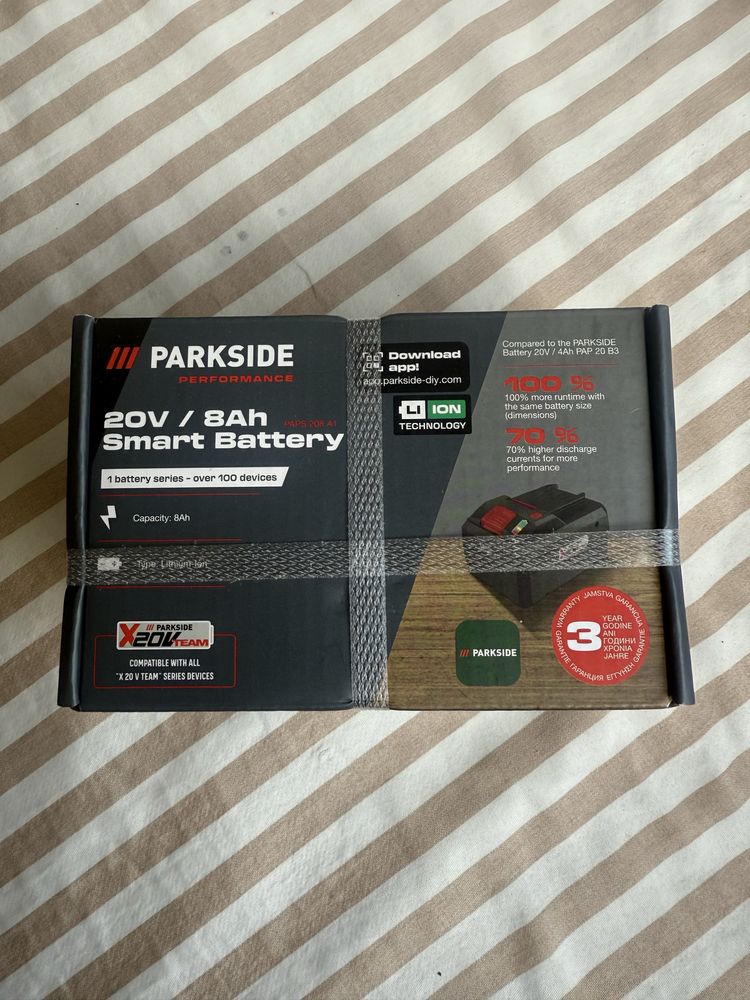 PARKSIDE
PERFORMANCE
20V / 8Ah
PAPS 208 A1
Smart Battery
1 battery series – over 100 devices
Capacity: 8Ah
Type: Lithium-Ion
PARKSIDE
X20V TEAM
COMPATIBLE WITH ALL
"X 20 V TEAM" SERIES DEVICES
Download
app!
app.parkside-diy.com
LI ION
TECHNOLOGY
Compared to the PARKSIDE
Battery 20V / 4Ah PAP 20 B3
100 %
100% more runtime with
the same battery size
(dimensions)
70 %
70% higher discharge
currents for more
performance
PARKSIDE
WARRANTY JAMSTVA GARANCIJA
GARANȚIE ГАРАНЦИЯ ΕΓΓΥΗΣΗ GARANTIE
3
YEAR
GODINE
ANI
ГОДИНИ
ΧΡΟΝΙΑ
JAHRE